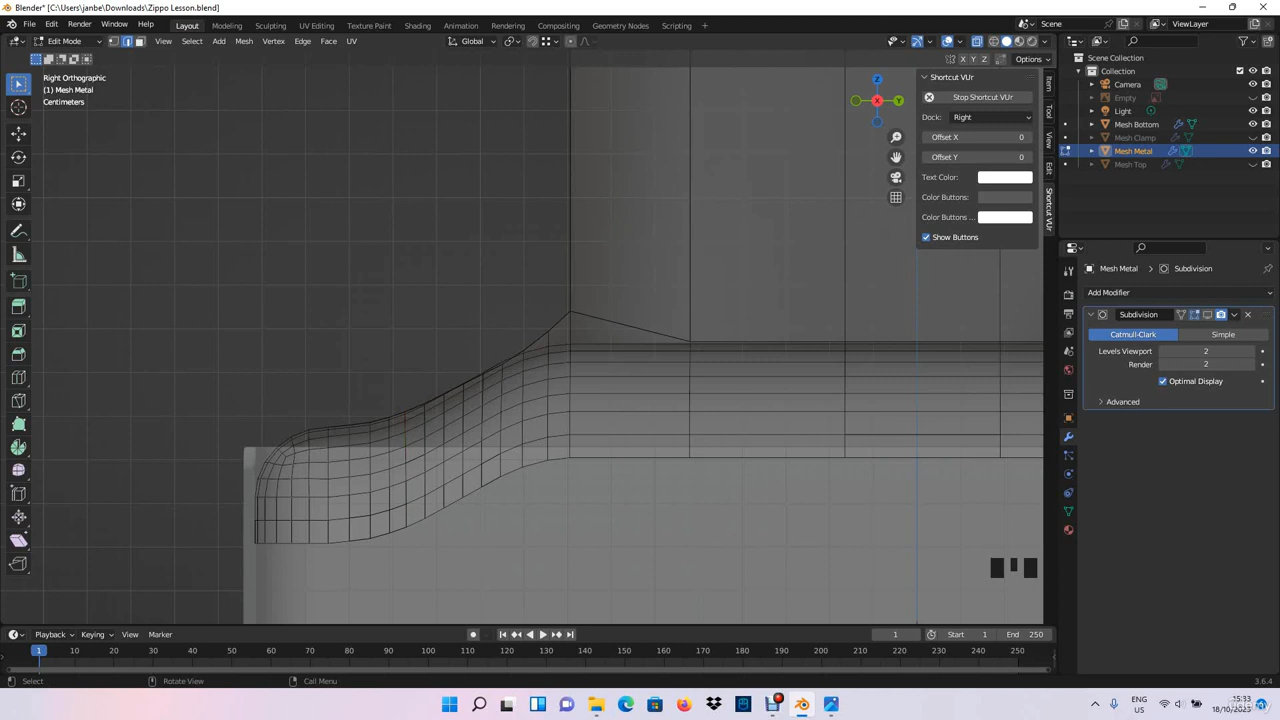 Blender* [C:\Users\janbe\Downloads\Zippo Lesson.blend]
File Edit Render Window Help
Layout Modeling Sculpting UV Editing Texture Paint Shading Animation Rendering Compositing Geometry Nodes Scripting +
Scene
ViewLayer
Edit Mode
View Select Add Mesh Vertex Edge Face UV
Global
X Y Z
Options
Right Orthographic
(1) Mesh Metal
Centimeters
Z
X
Y
Shortcut VUr
Stop Shortcut VUr
Dock: Right
Offset X 0
Offset Y 0
Text Color:
Color Buttons:
Color Buttons ...
Show Buttons
Item
Tool
View
Edit
Shortcut VUr
Scene Collection
Collection
Camera
Empty
Light
Mesh Bottom
Mesh Clamp
Mesh Metal
Mesh Top
Mesh Metal > Subdivision
Add Modifier
Subdivision
Catmull-Clark Simple
Levels Viewport 2
Render 2
Optimal Display
Advanced
Playback Keying View Marker
1 Start 1 End 250
1 10 20 30 40 50 60 70 80 90 100 110 120 130 140 150 160 170 180 190 200 210 220 230 240 250
Select Rotate View Call Menu 3.6.4
ENG
US
15:33
18/10/2023